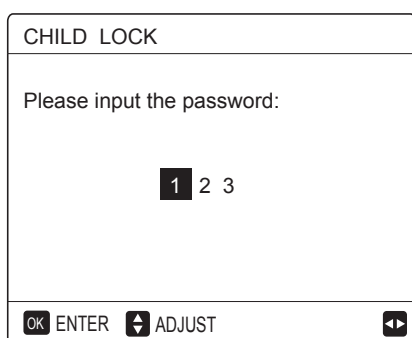 CHILD LOCK
Please input the password:
1 2 3
OK ENTER ADJUST